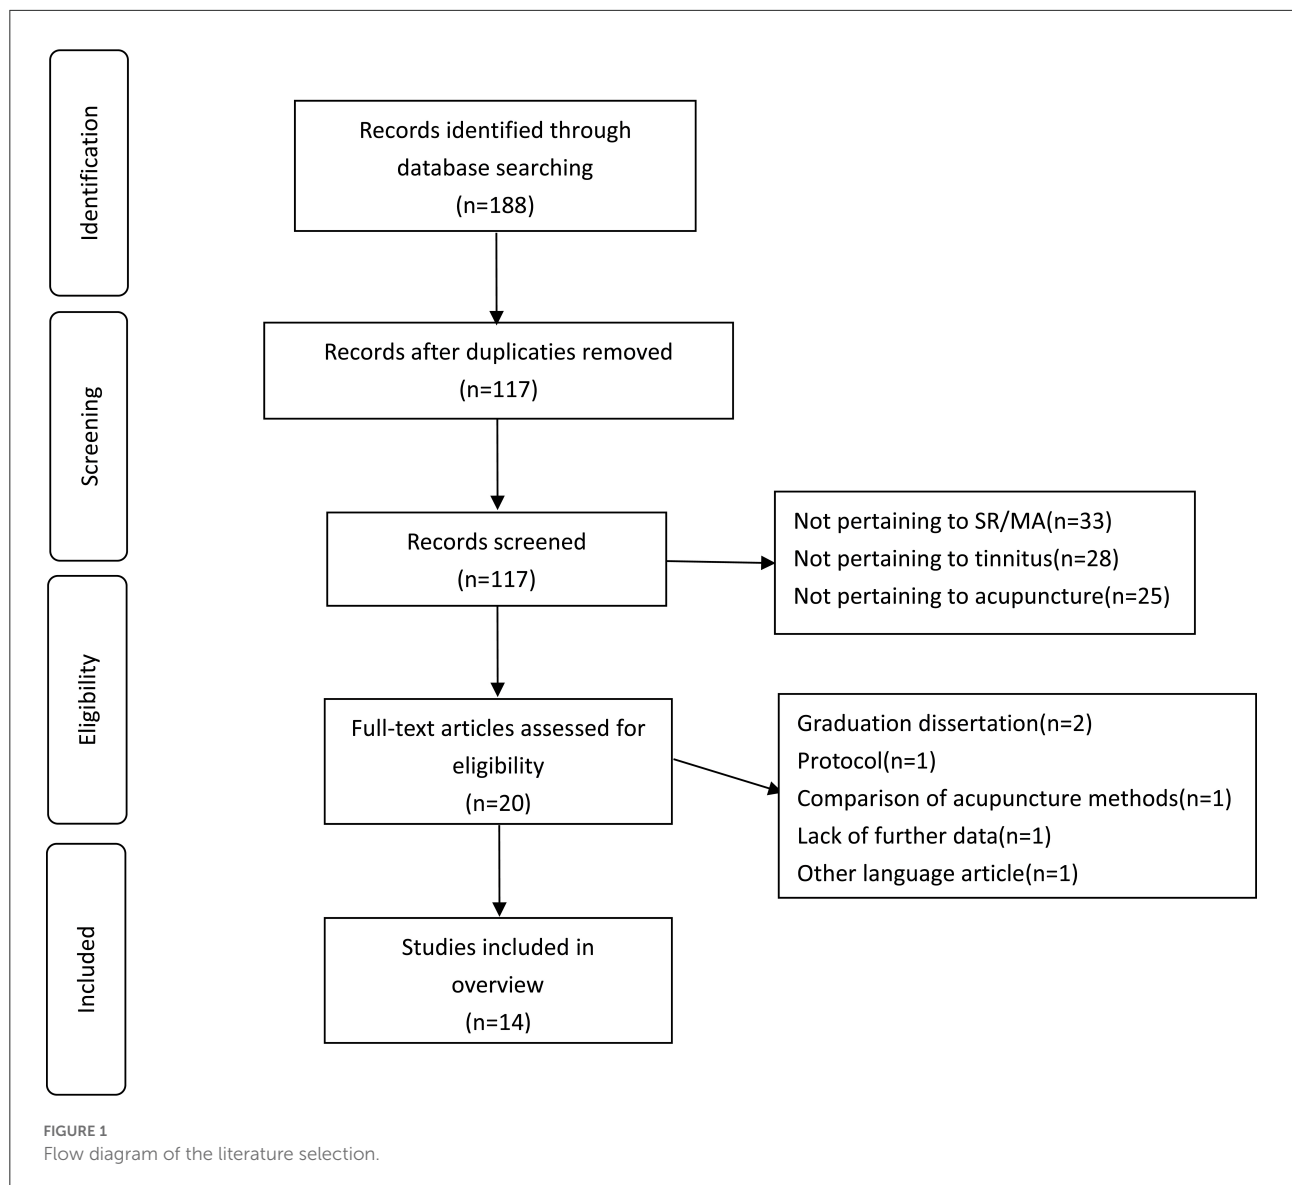 Identification
Records identified through
database searching
(n=188)
Screening
Records after duplicaties removed
(n=117)
Records screened
(n=117)
Not pertaining to SR/MA(n=33)
Not pertaining to tinnitus(n=28)
Not pertaining to acupuncture(n=25)
Eligibility
Full-text articles assessed for
eligibility
(n=20)
Graduation dissertation(n=2)
Protocol(n=1)
Comparison of acupuncture methods(n=1)
Lack of further data(n=1)
Other language article(n=1)
Included
Studies included in
overview
(n=14)
FIGURE 1
Flow diagram of the literature selection.